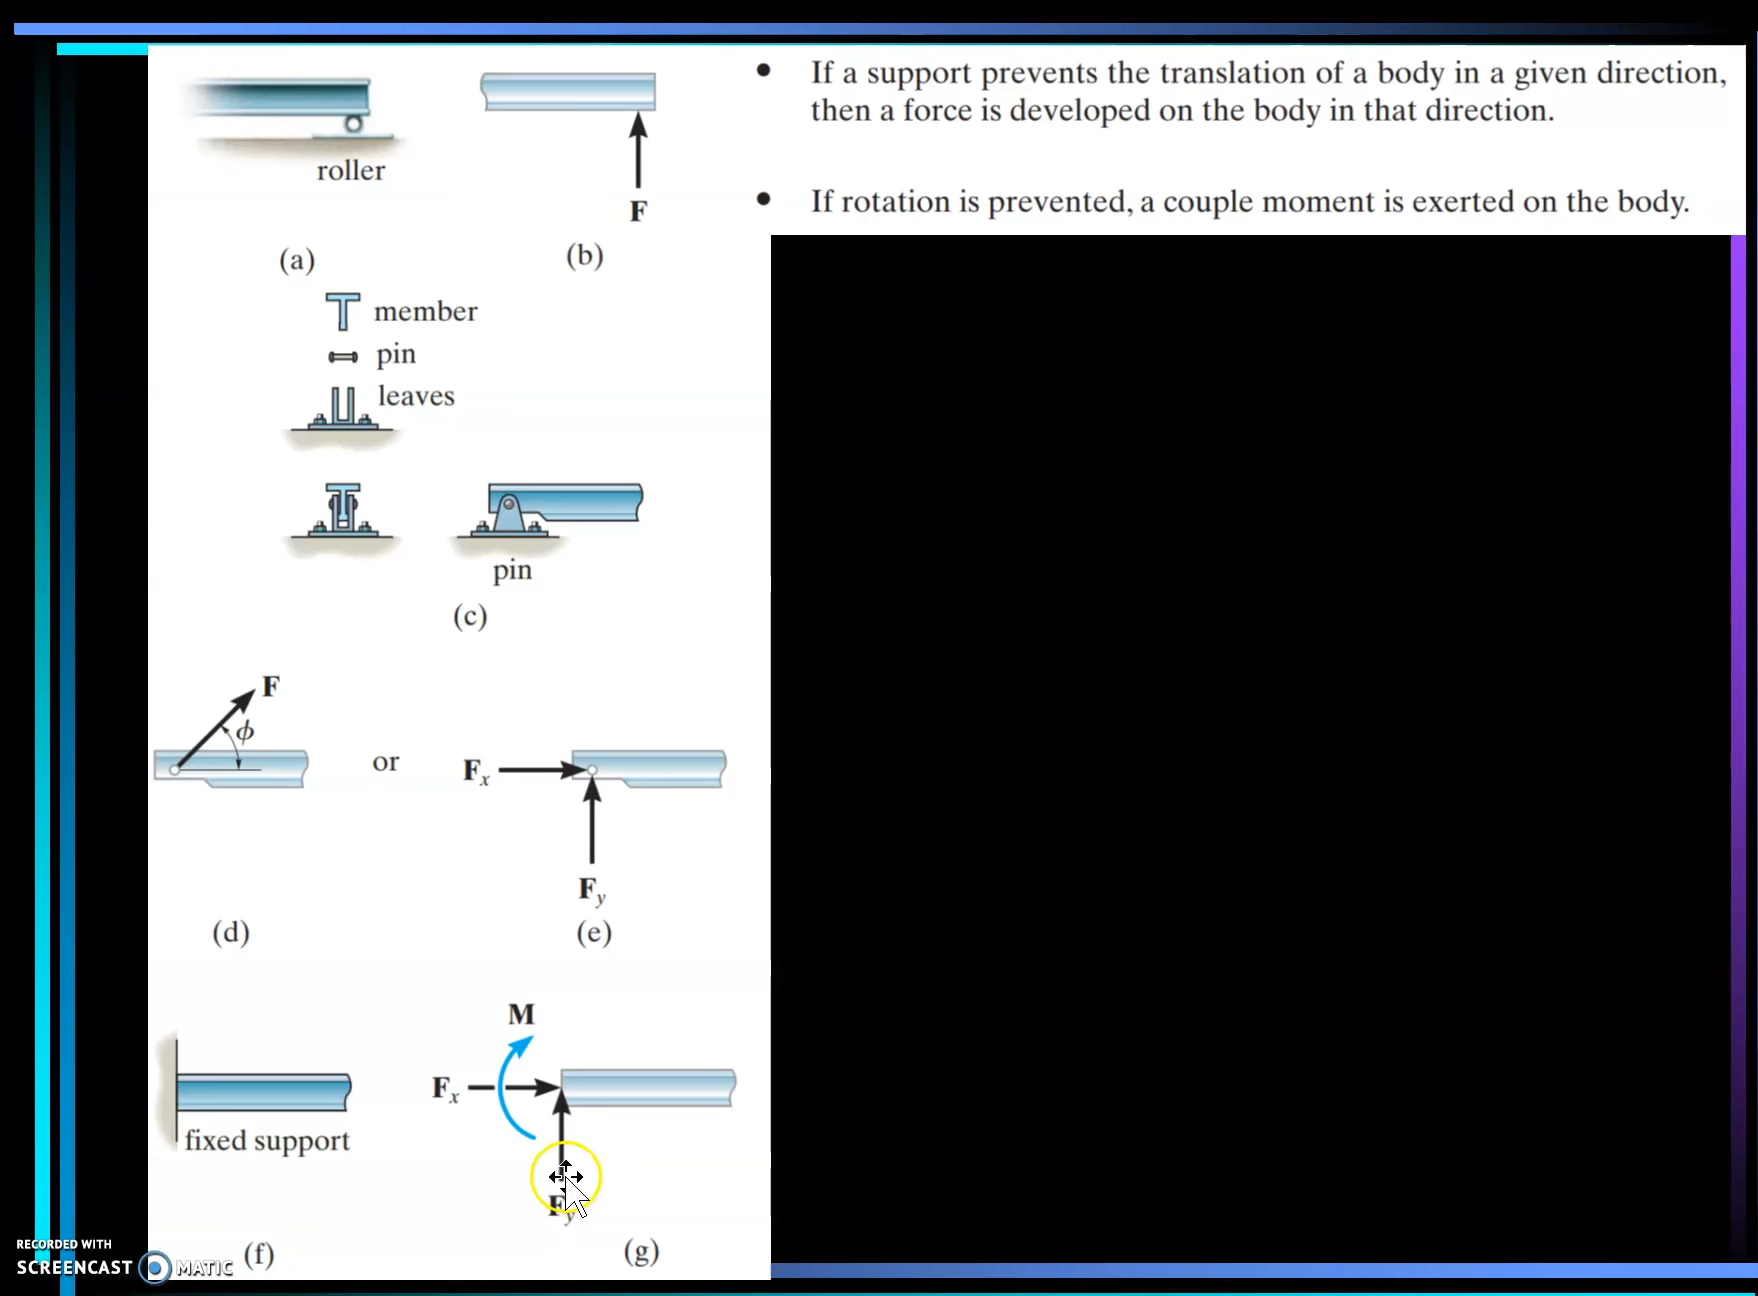 • If a support prevents the translation of a body in a given direction,
then a force is developed on the body in that direction.
• If rotation is prevented, a couple moment is exerted on the body.
roller
F
(a)
(b)
member
pin
leaves
pin
(c)
F
ϕ
or
Fx
Fy
(d)
(e)
M
Fx
fixed support
Fy
(f)
(g)
RECORDED WITH
SCREENCAST MATIC